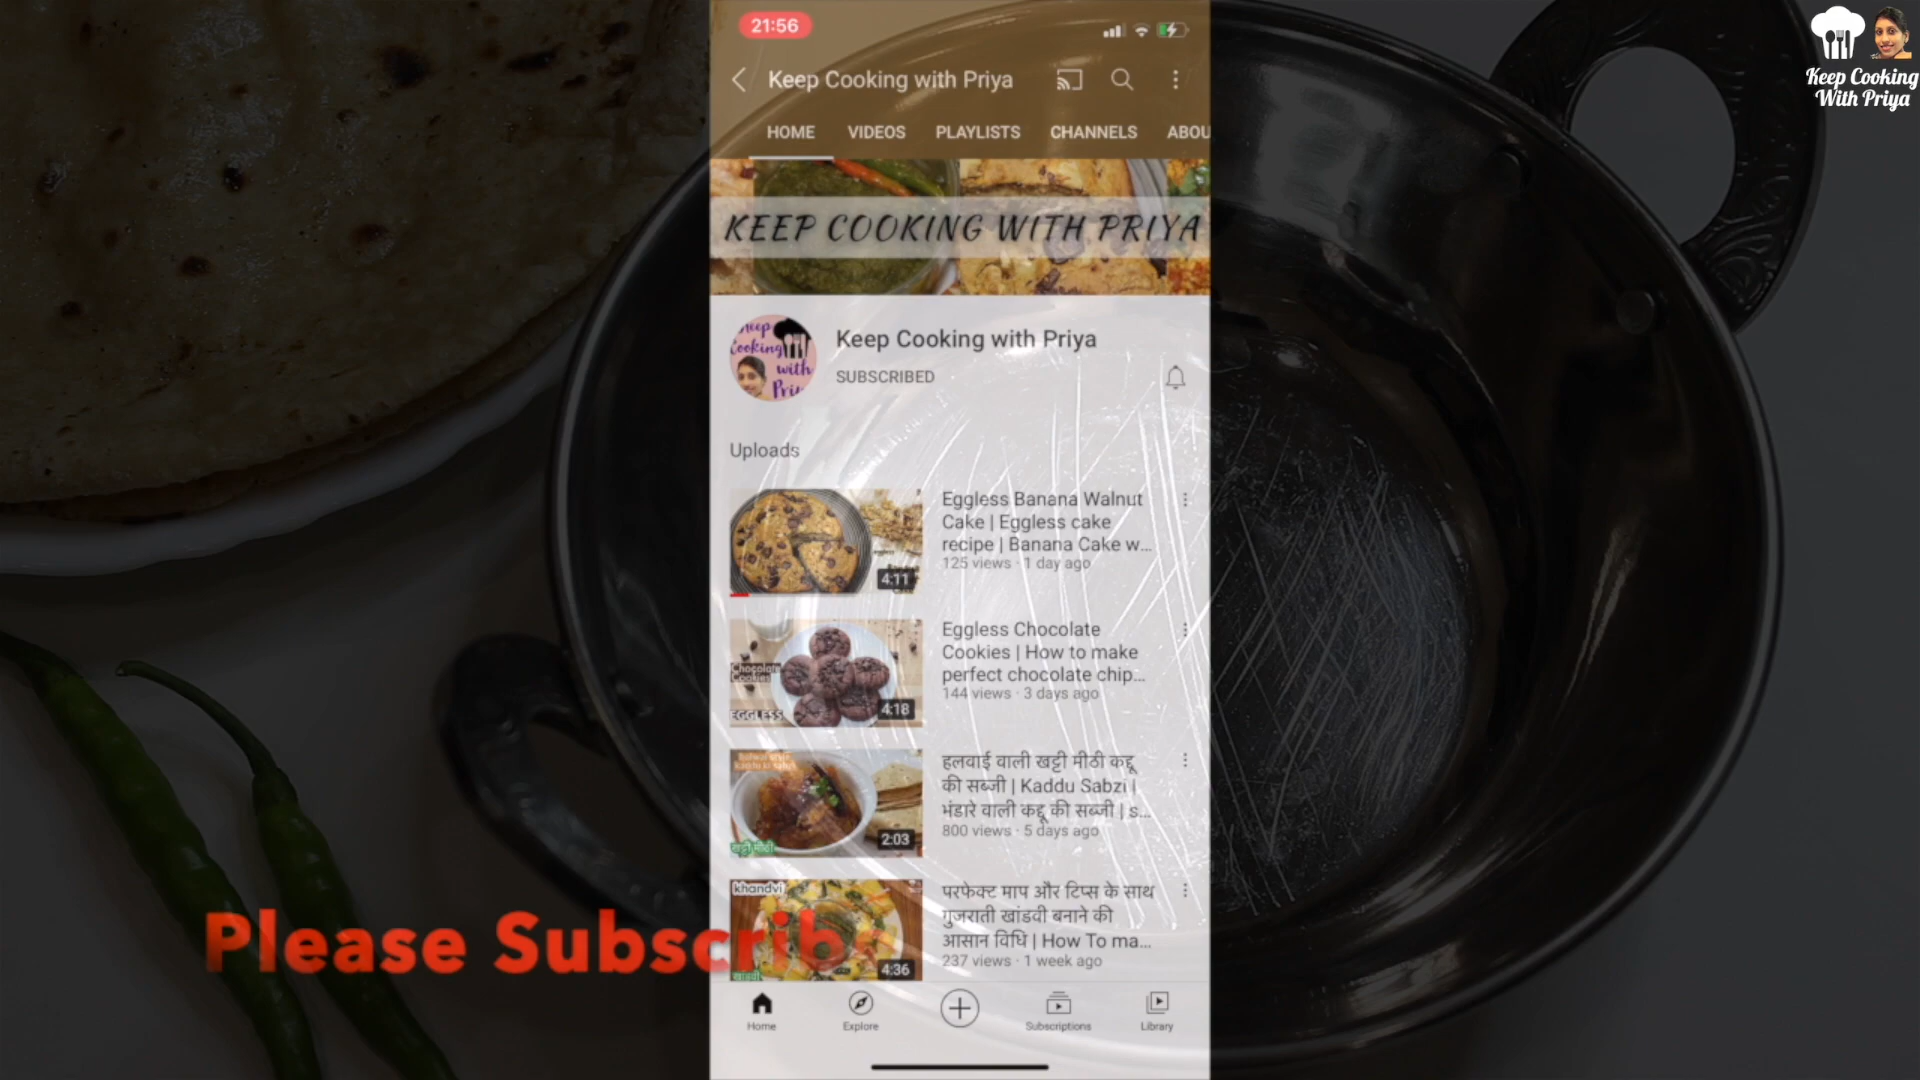 21:56
Keep Cooking with Priya
HOME VIDEOS PLAYLISTS CHANNELS ABOU
KEEP COOKING WITH PRIYA
Keep Cooking with Priya
SUBSCRIBED
Uploads
Eggless Banana Walnut
Cake | Eggless cake
recipe | Banana Cake w...
125 views · 1 day ago
4:11
Eggless Chocolate
Cookies | How to make
perfect chocolate chip...
144 views · 3 days ago
Chocolate
Cookies
EGGLESS
4:18
हलवाई वाली खट्टी मीठी कद्दू
की सब्जी | Kaddu Sabzi |
भंडारे वाली कद्दू की सब्जी | s...
800 views · 5 days ago
खट्टी मीठी
2:03
परफेक्ट माप और टिप्स के साथ
गुजराती खांडवी बनाने की
आसान विधि | How To ma...
237 views · 1 week ago
khandvi
खांडवी
4:36
Please Subscrib
Home Explore Subscriptions Library
Keep Cooking
With Priya